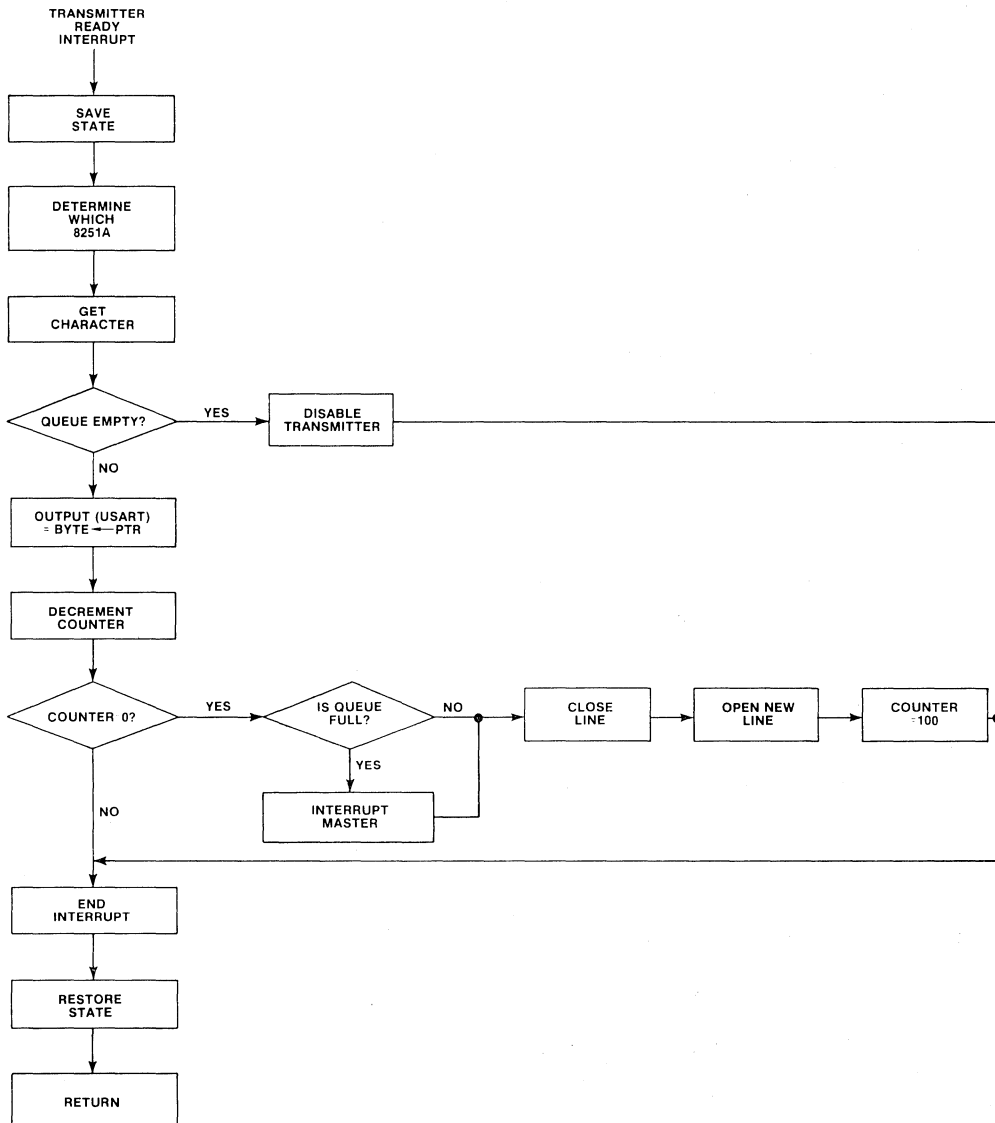 TRANSMITTER
READY
INTERRUPT
SAVE
STATE
DETERMINE
WHICH
8251A
GET
CHARACTER
QUEUE EMPTY?
YES
DISABLE
TRANSMITTER
NO
OUTPUT (USART)
= BYTE ← PTR
DECREMENT
COUNTER
COUNTER 0?
YES
IS QUEUE
FULL?
NO
CLOSE
LINE
OPEN NEW
LINE
COUNTER
=100
YES
INTERRUPT
MASTER
NO
END
INTERRUPT
RESTORE
STATE
RETURN